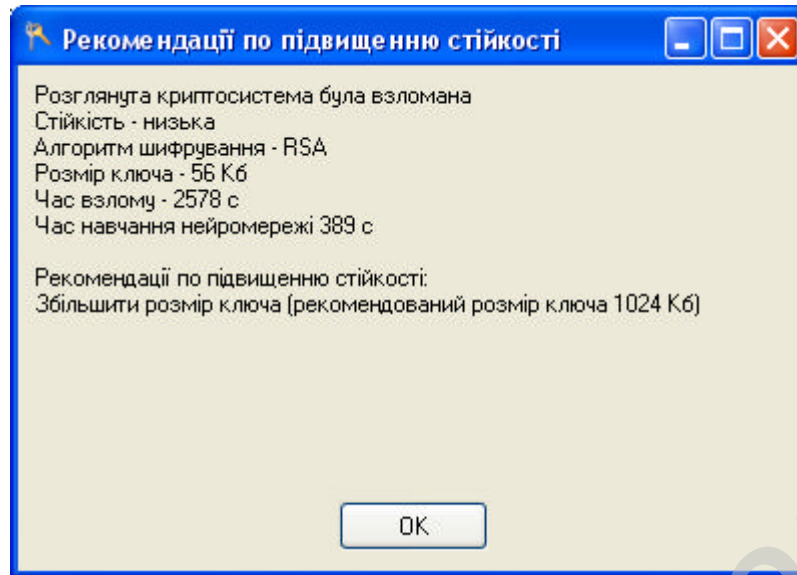 Рекомендації по підвищенню стійкості
Розглянута криптосистема була взломана
Стійкість - низька
Алгоритм шифрування - RSA
Розмір ключа - 56 Кб
Час взлому - 2578 с
Час навчання нейромережі 389 с
Рекомендації по підвищенню стійкості:
Збільшити розмір ключа (рекомендований розмір ключа 1024 Кб)
OK